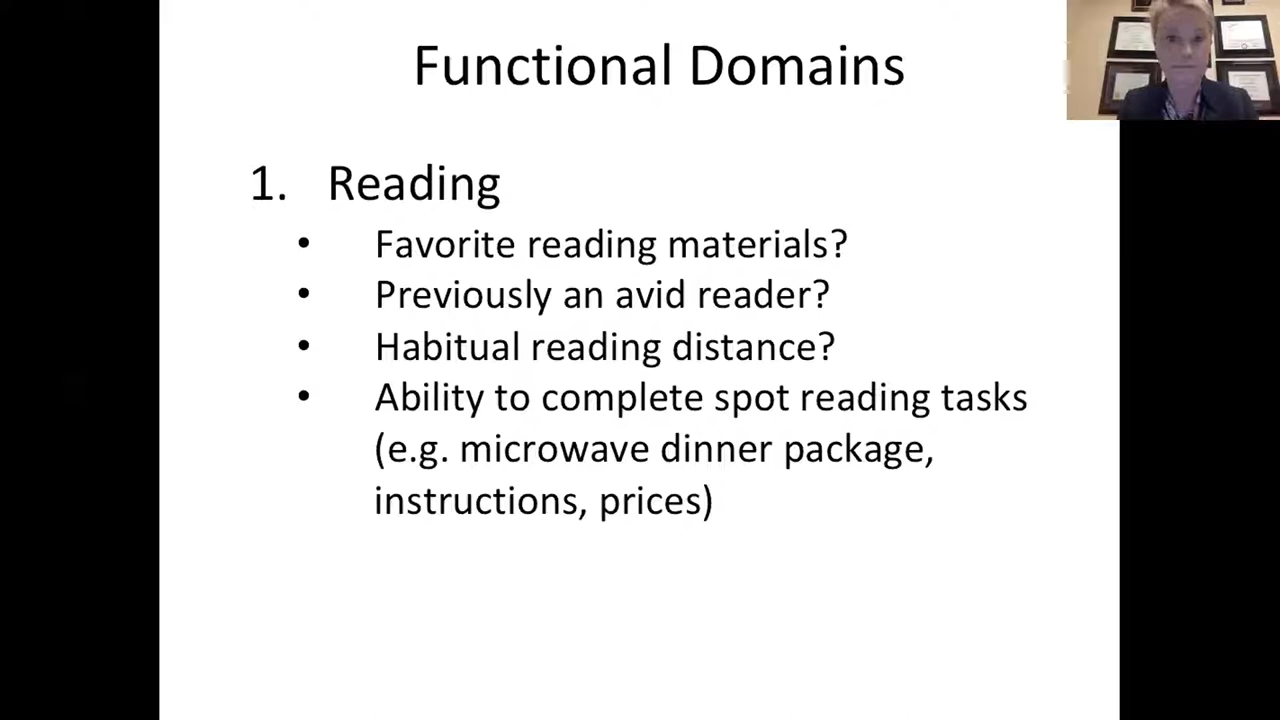 Functional Domains
1. Reading
• Favorite reading materials?
• Previously an avid reader?
• Habitual reading distance?
• Ability to complete spot reading tasks
(e.g. microwave dinner package,
instructions, prices)